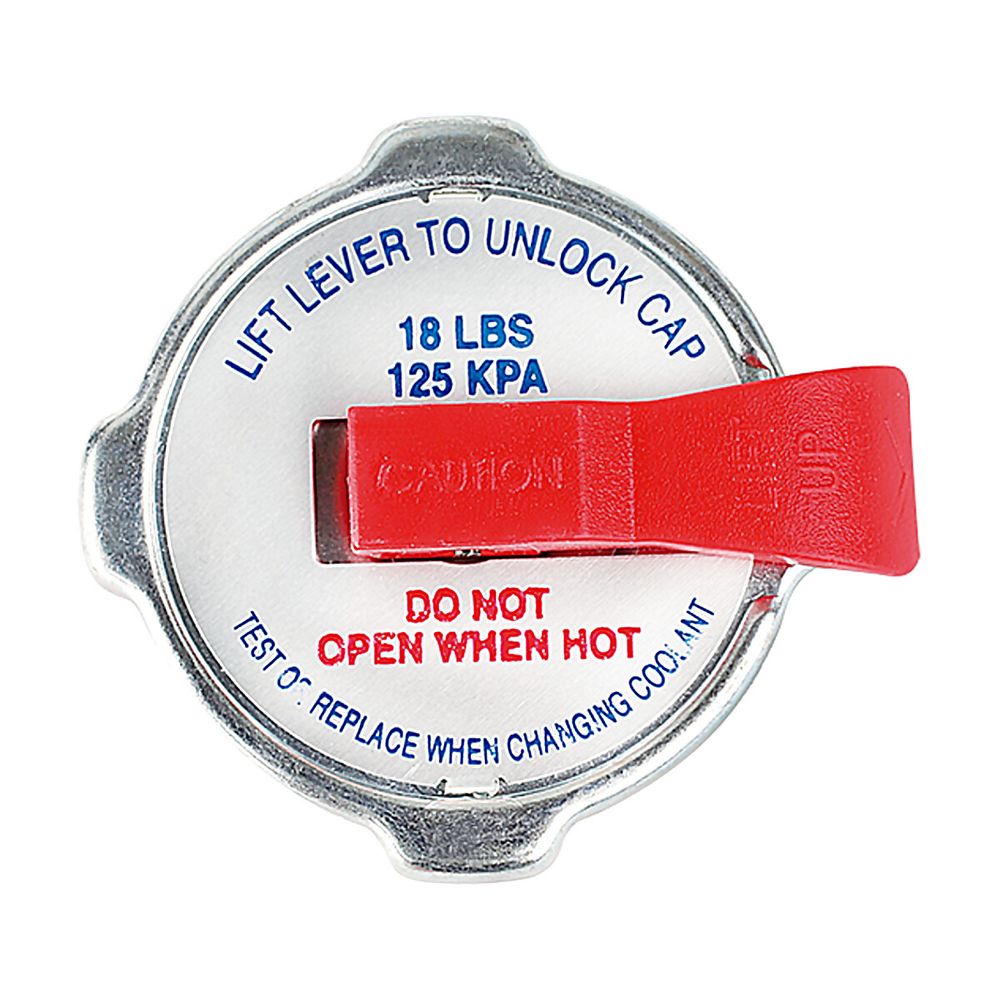 LIFT LEVER TO UNLOCK CAP
18 LBS
125 KPA
CAUTION
LIFT
UP
DO NOT
OPEN WHEN HOT
TEST OR REPLACE WHEN CHANGING COOLANT